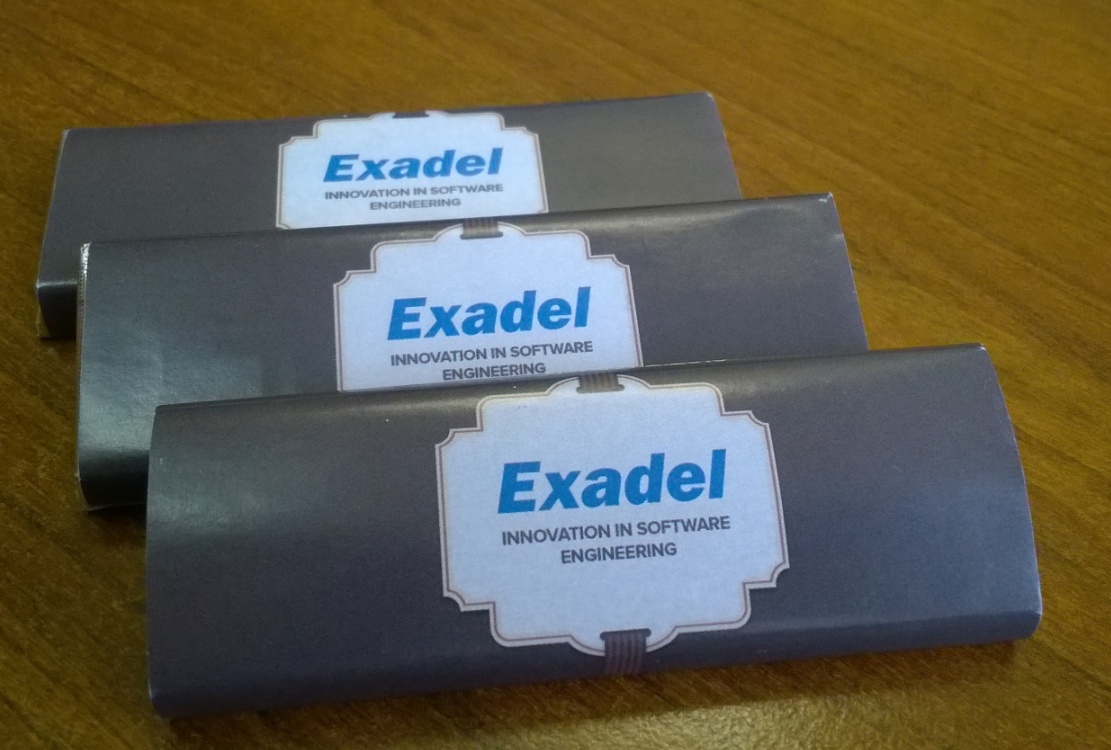 Exadel
INNOVATION IN SOFTWARE
ENGINEERING
Exadel
INNOVATION IN SOFTWARE
ENGINEERING
Exadel
INNOVATION IN SOFTWARE
ENGINEERING